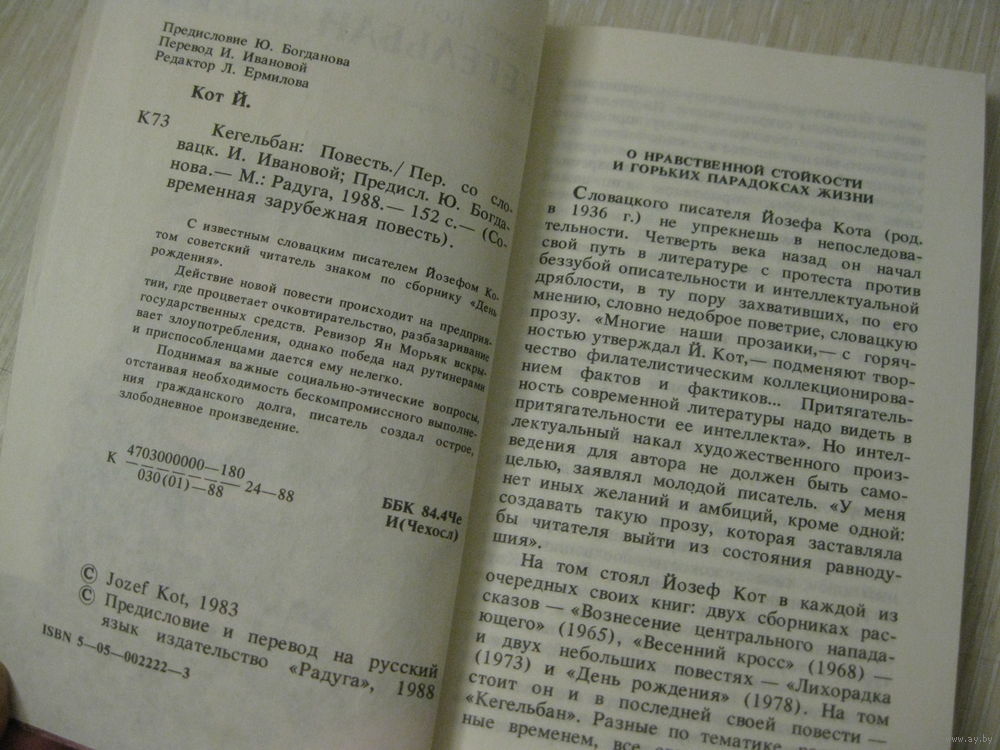 Предисловие Ю. Богданова
Перевод И. Ивановой
Редактор Л. Ермилова
Кот Й.
К73
Кегельбан: Повесть./ Пер. со сло-
вацк. И. Ивановой; Предисл. Ю. Богда-
нова.— М.: Радуга, 1988.— 152 с.— (Со-
временная зарубежная повесть).
С известным словацким писателем Йозефом Ко-
том советский читатель знаком по сборнику «День
рождения».
Действие новой повести происходит на предприя-
тии, где процветает очковтирательство, разбазаривание
государственных средств. Ревизор Ян Морьяк вскры-
вает злоупотребления, однако победа над рутинерами
и приспособленцами дается ему нелегко.
Поднимая важные социально-этические вопросы,
отстаивая необходимость бескомпромиссного выполне-
ния гражданского долга, писатель создал острое,
злободневное произведение.
К 4703000000—180
030(01)—88 24—88
ББК 84.4Че
И(Чехосл)
© Jozef Kot, 1983
© Предисловие и перевод на русский
язык издательство «Радуга», 1988
ISBN 5—05—002222—3
О НРАВСТВЕННОЙ СТОЙКОСТИ
И ГОРЬКИХ ПАРАДОКСАХ ЖИЗНИ
Словацкого писателя Йозефа Кота (род.
в 1936 г.) не упрекнешь в непоследова-
тельности. Четверть века назад он начал
свой путь в литературе с протеста против
беззубой описательности и интеллектуальной
дряблости, в ту пору захвативших, по его
мнению, словно недоброе поветрие, словацкую
прозу. «Многие наши прозаики,— с горяч-
ностью утверждал Й. Кот,— подменяют твор-
чество филателистическим коллекционирова-
нием фактов и фактиков... Притягатель-
ность современной литературы надо видеть в
притягательности ее интеллекта». Но интел-
лектуальный накал художественного произ-
ведения для автора не должен быть само-
целью, заявлял молодой писатель. «У меня
нет иных желаний и амбиций, кроме одной:
создавать такую прозу, которая заставляла
бы читателя выйти из состояния равноду-
шия».
На том стоял Йозеф Кот в каждой из
очередных своих книг: двух сборниках рас-
сказов — «Вознесение центрального напада-
ющего» (1965), «Весенний кросс» (1968) —
и двух небольших повестях — «Лихорадка
(1973) и «День рождения» (1978). На том
стоит он и в последней своей повести —
«Кегельбан». Разные по тематике
ные временем, все
www.ay.by